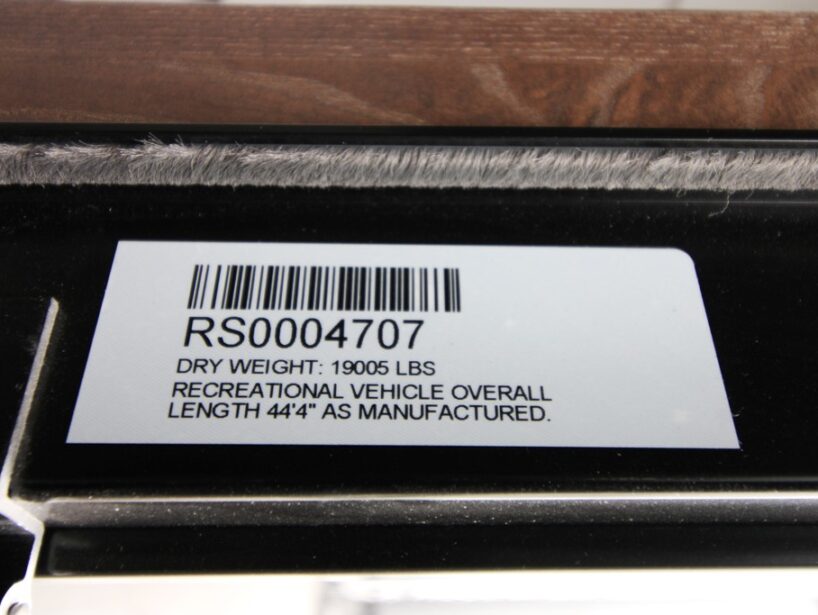 RS0004707
DRY WEIGHT: 19005 LBS
RECREATIONAL VEHICLE OVERALL
LENGTH 44'4" AS MANUFACTURED.